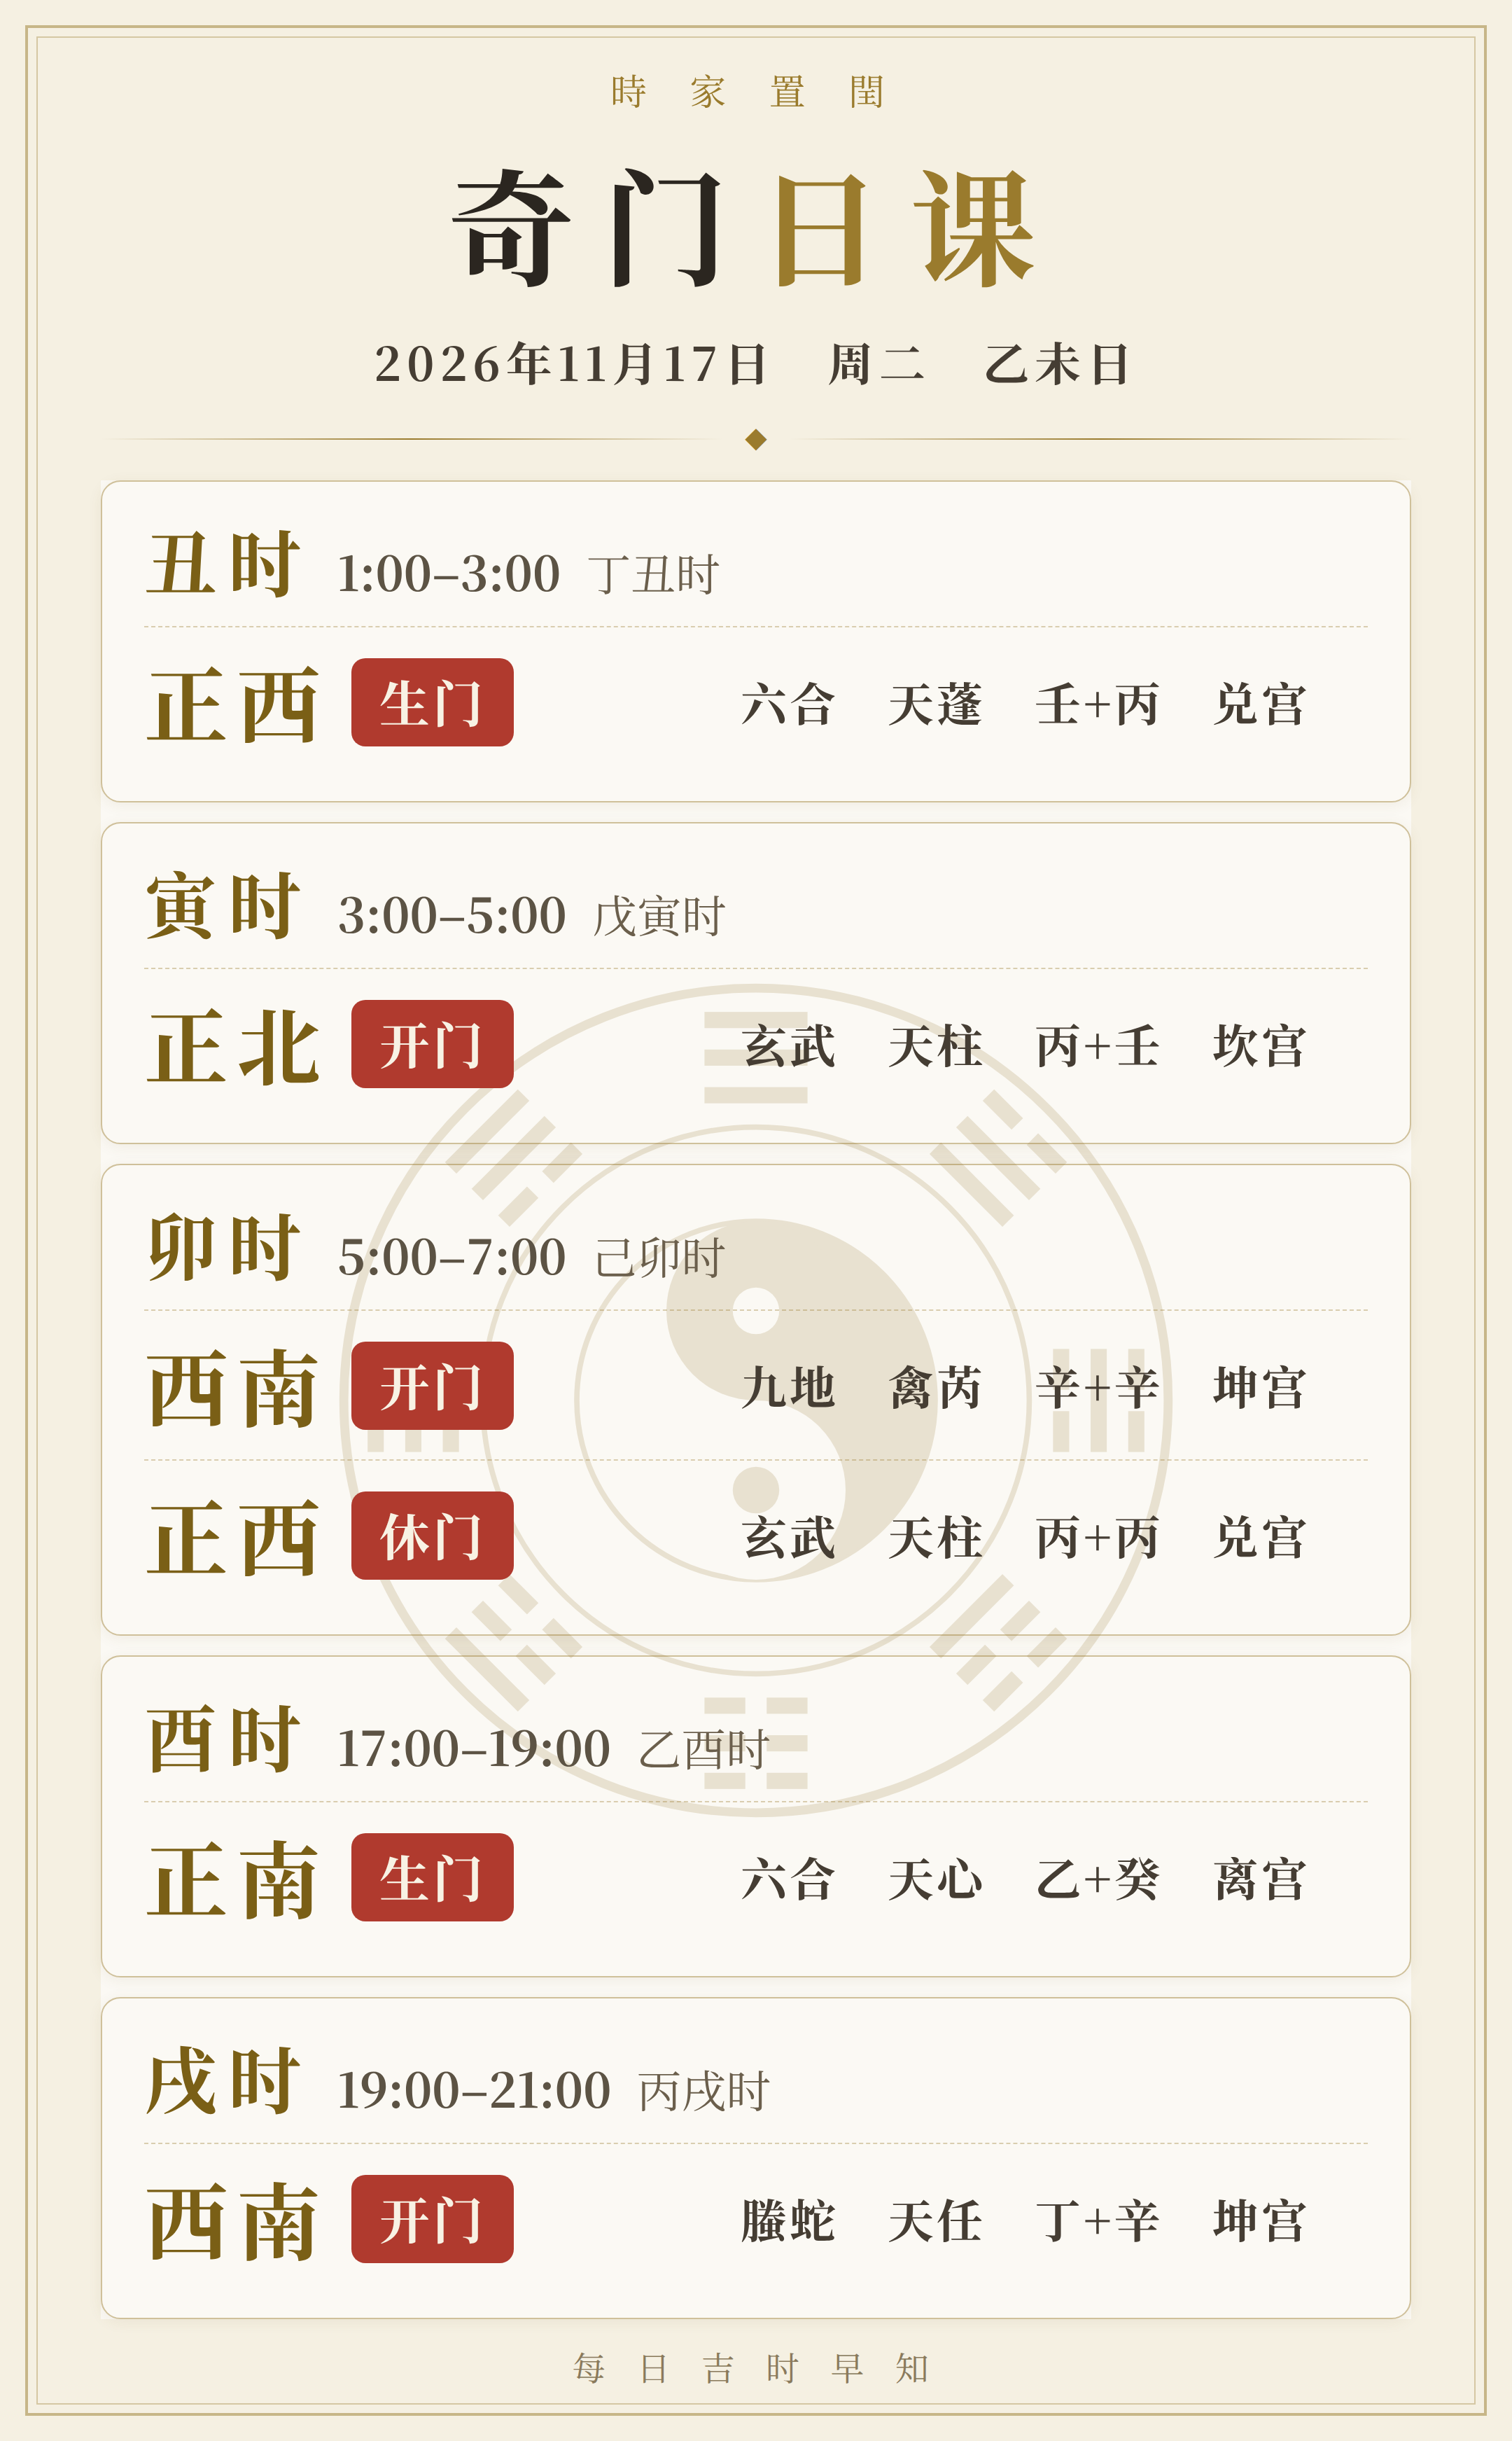 時家置閏
奇门日课
2026年11月17日 周二 乙未日
丑时 1:00–3:00 丁丑时
正西 生门 六合 天蓬 壬+丙 兑宫
寅时 3:00–5:00 戊寅时
正北 开门 玄武 天柱 丙+壬 坎宫
卯时 5:00–7:00 己卯时
西南 开门 九地 禽芮 辛+辛 坤宫
正西 休门 玄武 天柱 丙+丙 兑宫
酉时 17:00–19:00 乙酉时
正南 生门 六合 天心 乙+癸 离宫
戌时 19:00–21:00 丙戌时
西南 开门 螣蛇 天任 丁+辛 坤宫
每日吉时早知